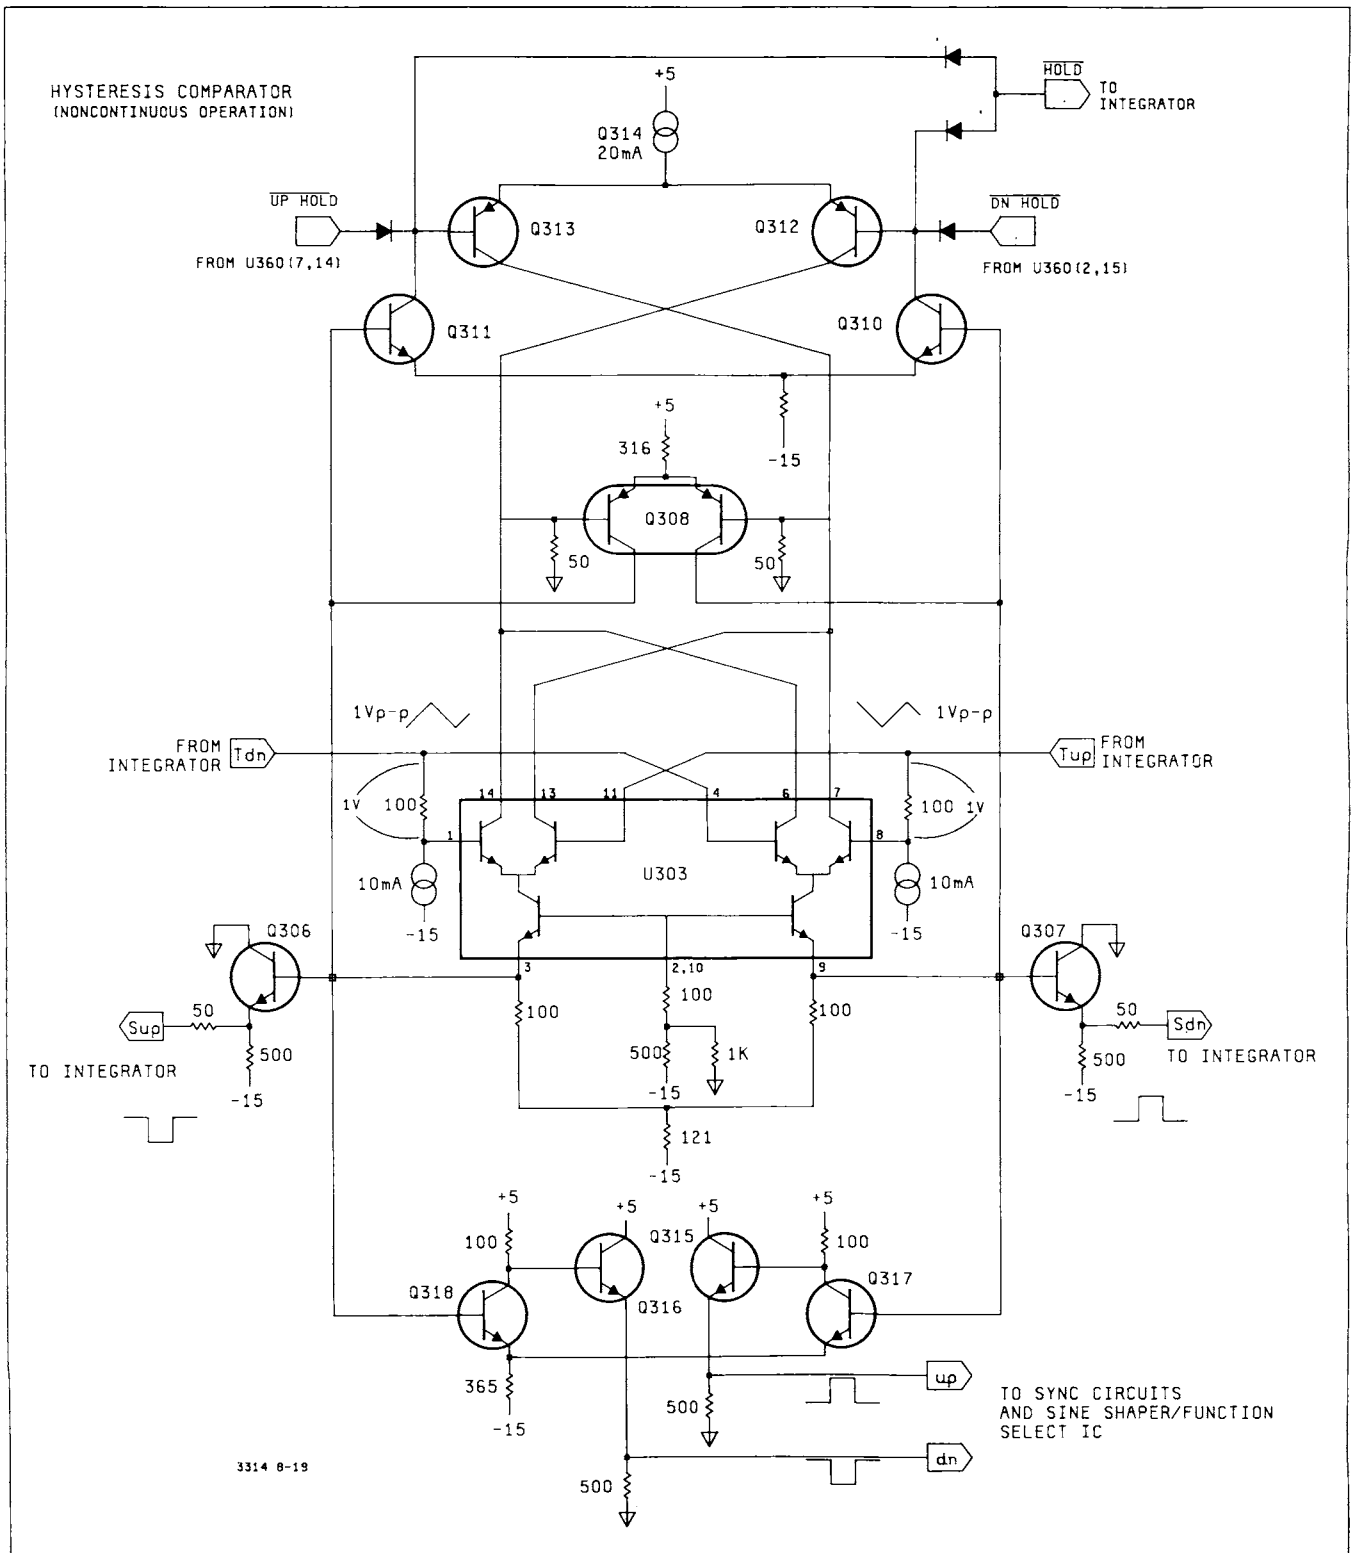 HYSTERESIS COMPARATOR
(NONCONTINUOUS OPERATION)
+5
Q314
20mA
HOLD
TO
INTEGRATOR
UP HOLD
FROM U360(7,14)
Q313
Q312
DN HOLD
FROM U360(2,15)
Q311
Q310
+5
316
-15
Q308
50
50
1Vp-p
1Vp-p
FROM
INTEGRATOR
Tdn
Tup
FROM
INTEGRATOR
14
13
11
4
6
7
1V
100
100
1V
1
8
U303
10mA
10mA
-15
-15
Q306
Q307
3
2,10
9
100
100
100
50
Sup
500
500
1K
50
Sdn
500
TO INTEGRATOR
TO INTEGRATOR
-15
-15
-15
121
-15
+5
+5
+5
+5
100
Q315
100
Q318
Q316
Q317
365
-15
500
up
TO SYNC CIRCUITS
AND SINE SHAPER/FUNCTION
SELECT IC
dn
500
3314 8-19